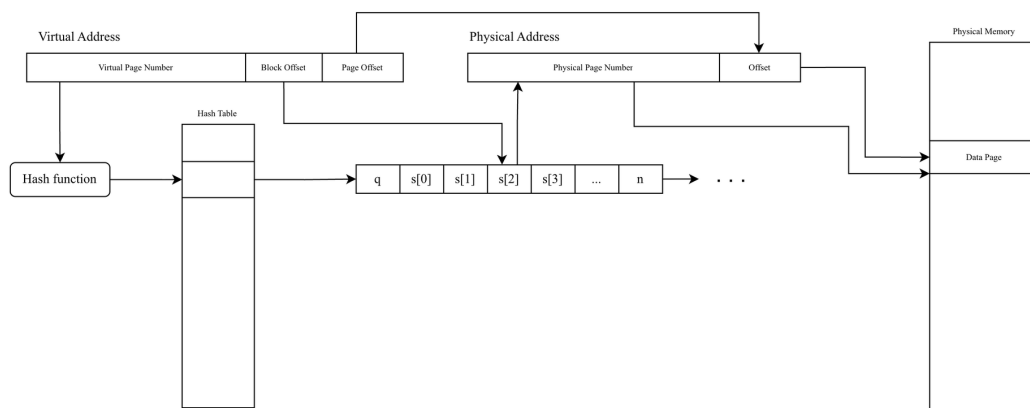 Virtual Address
Physical Address
Physical Memory
Virtual Page Number
Block Offset
Page Offset
Physical Page Number
Offset
Hash Table
Data Page
Hash function
q
s[0]
s[1]
s[2]
s[3]
...
n
. . .